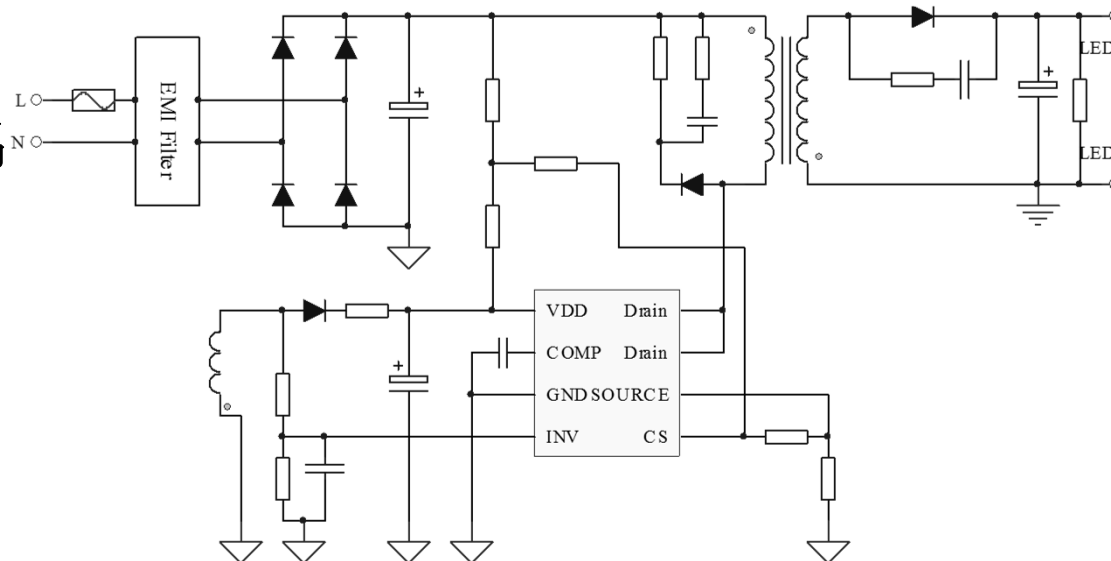 LED
L
EMI Filter
N
LED
VDD Drain
COMP Drain
GND SOURCE
INV CS